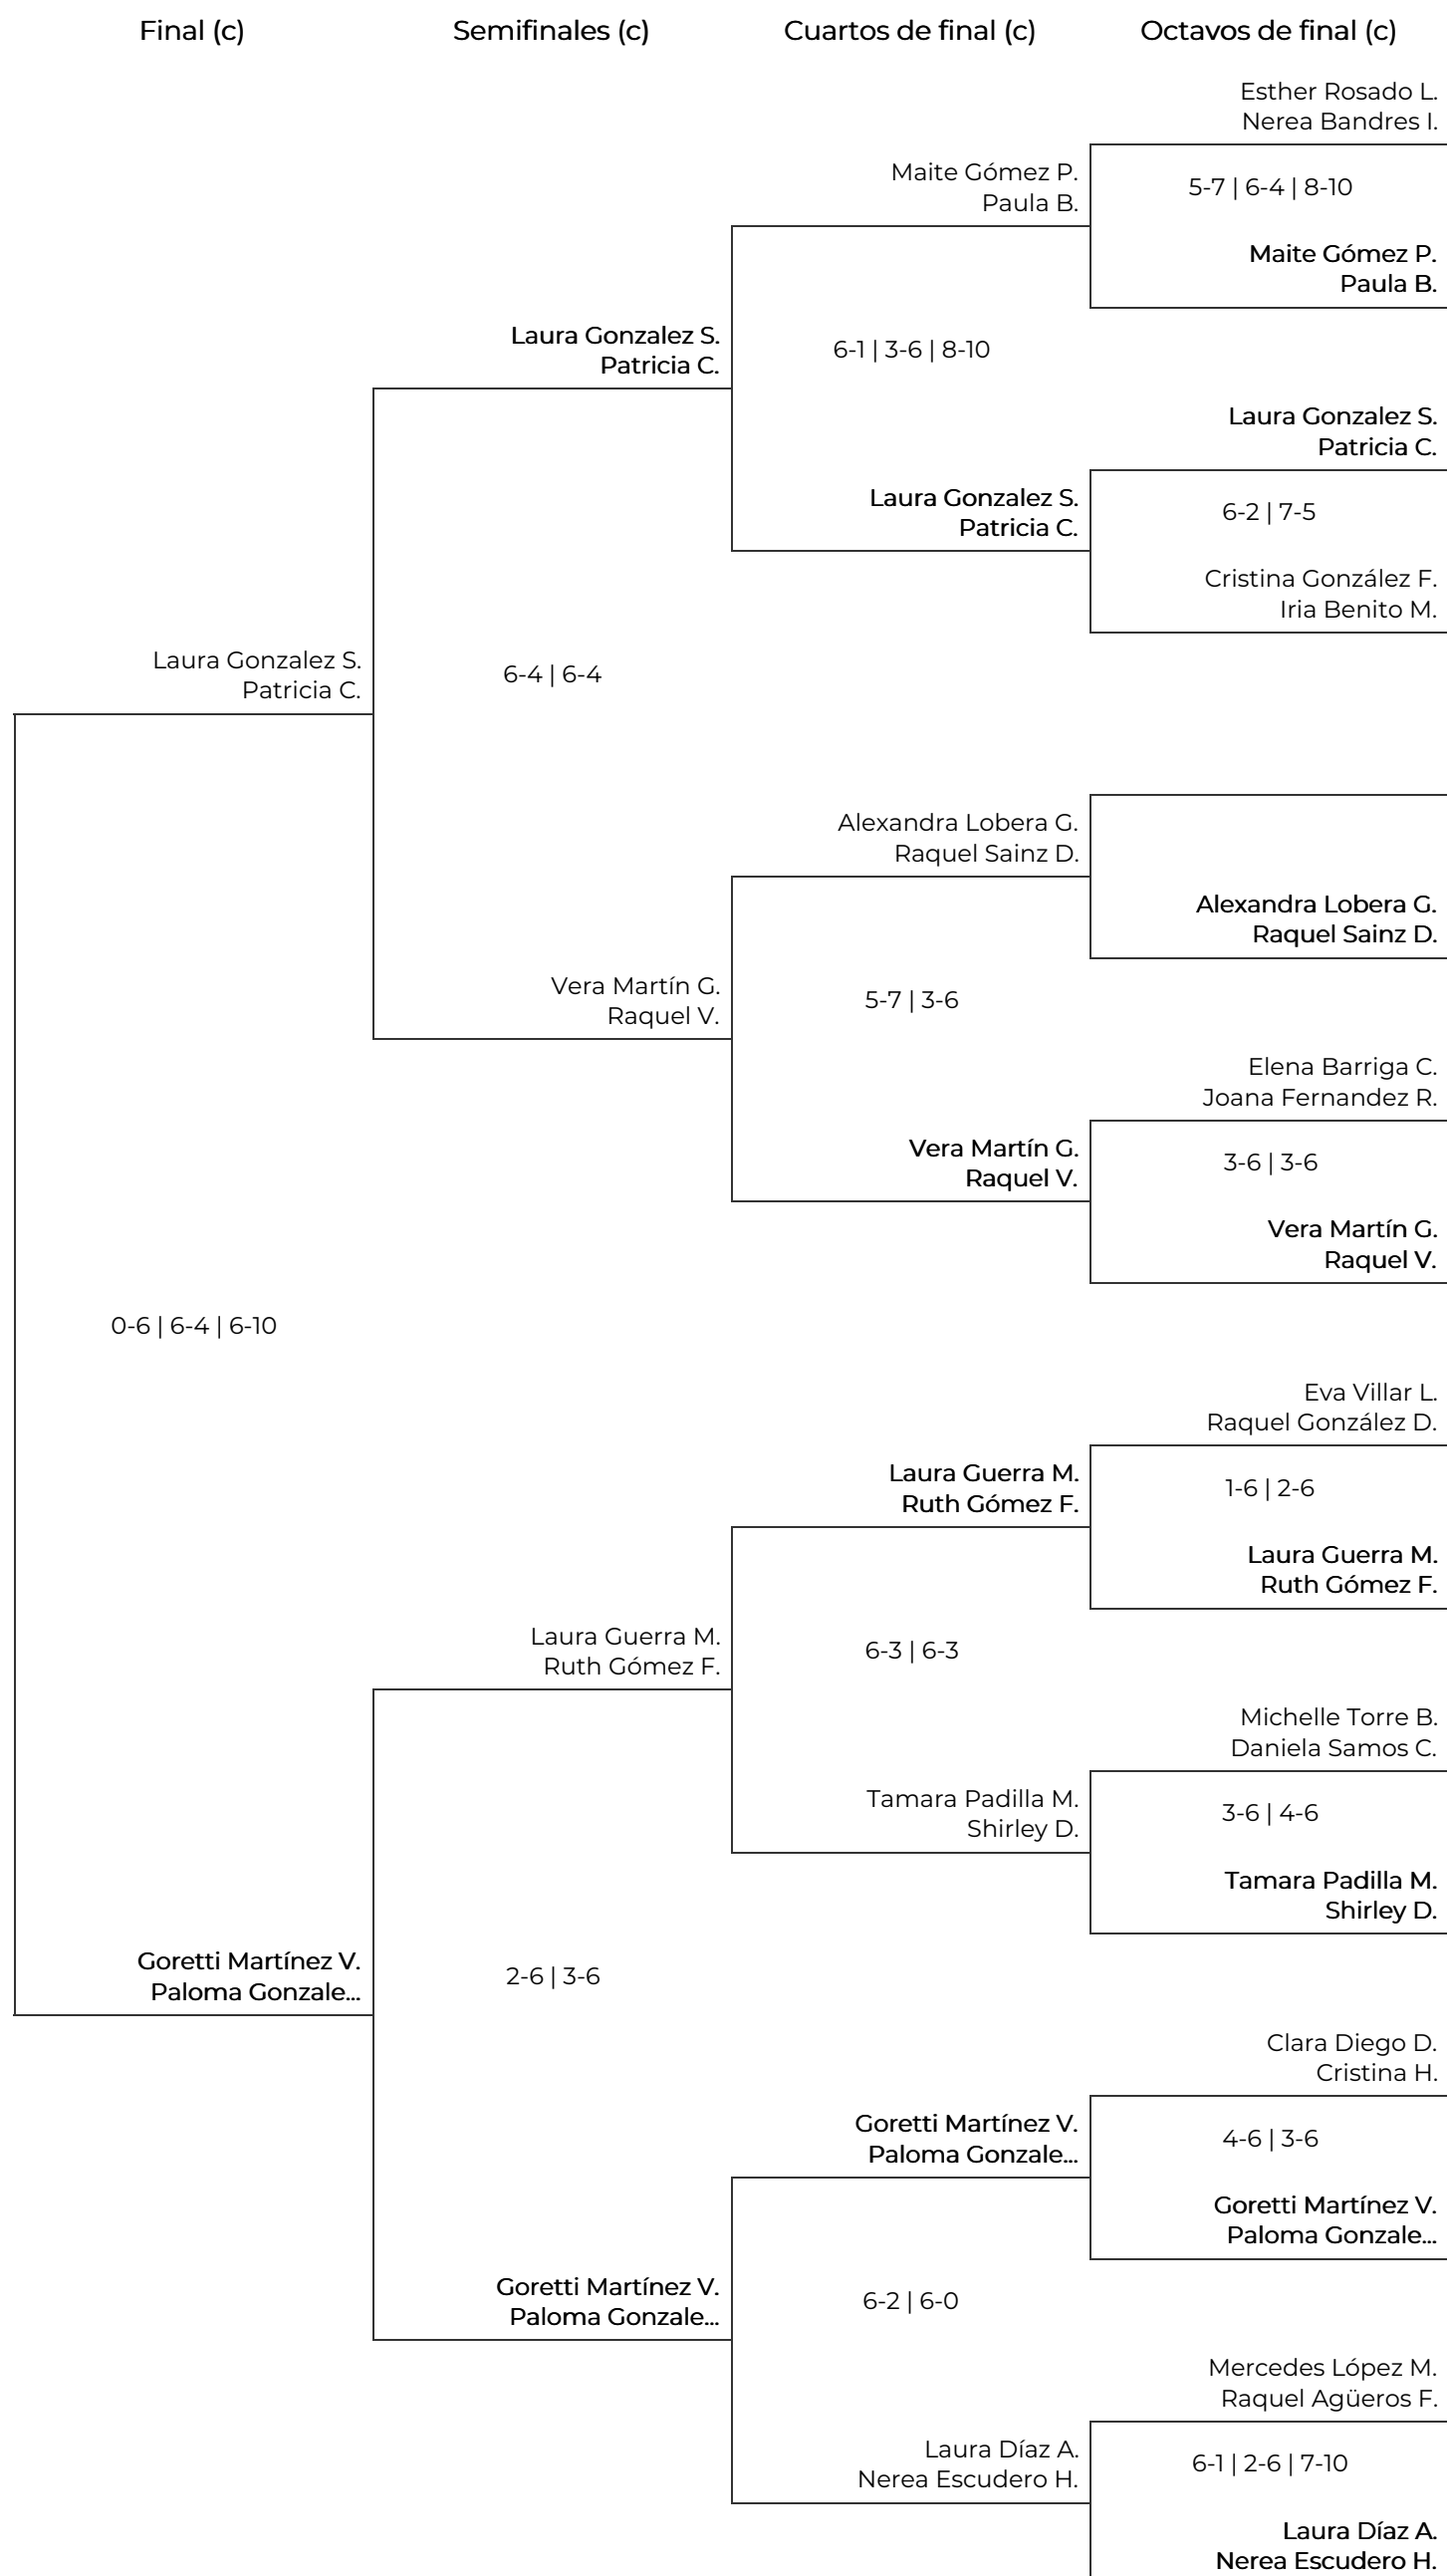 Final (c)
Semifinales (c)
Cuartos de final (c)
Octavos de final (c)
Esther Rosado L.
Nerea Bandres I.
Maite Gómez P.
Paula B.
5-7 | 6-4 | 8-10
Maite Gómez P.
Paula B.
Laura Gonzalez S.
Patricia C.
6-1 | 3-6 | 8-10
Laura Gonzalez S.
Patricia C.
Laura Gonzalez S.
Patricia C.
6-2 | 7-5
Cristina González F.
Iria Benito M.
Laura Gonzalez S.
Patricia C.
6-4 | 6-4
Alexandra Lobera G.
Raquel Sainz D.
Alexandra Lobera G.
Raquel Sainz D.
Vera Martín G.
Raquel V.
5-7 | 3-6
Elena Barriga C.
Joana Fernandez R.
Vera Martín G.
Raquel V.
3-6 | 3-6
Vera Martín G.
Raquel V.
0-6 | 6-4 | 6-10
Eva Villar L.
Raquel González D.
Laura Guerra M.
Ruth Gómez F.
1-6 | 2-6
Laura Guerra M.
Ruth Gómez F.
Laura Guerra M.
Ruth Gómez F.
6-3 | 6-3
Michelle Torre B.
Daniela Samos C.
Tamara Padilla M.
Shirley D.
3-6 | 4-6
Tamara Padilla M.
Shirley D.
Goretti Martínez V.
Paloma Gonzale...
2-6 | 3-6
Clara Diego D.
Cristina H.
Goretti Martínez V.
Paloma Gonzale...
4-6 | 3-6
Goretti Martínez V.
Paloma Gonzale...
Goretti Martínez V.
Paloma Gonzale...
6-2 | 6-0
Mercedes López M.
Raquel Agüeros F.
Laura Díaz A.
Nerea Escudero H.
6-1 | 2-6 | 7-10
Laura Díaz A.
Nerea Escudero H.